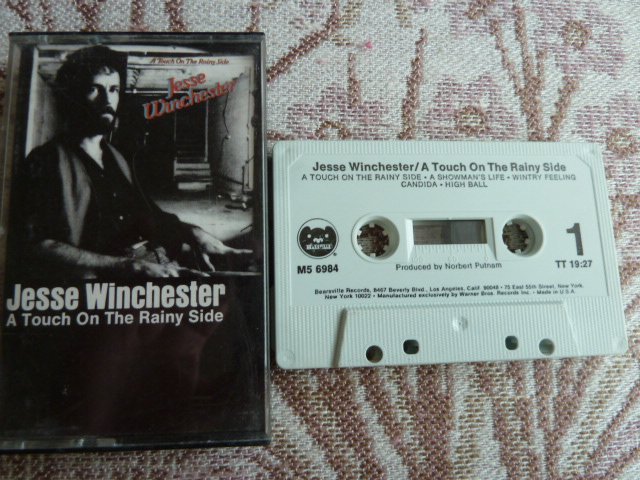 A Touch On The Rainy Side
Jesse
Winchester
Jesse Winchester
A Touch On The Rainy Side
Jesse Winchester/A Touch On The Rainy Side
A TOUCH ON THE RAINY SIDE • A SHOWMAN'S LIFE • WINTRY FEELING
CANDIDA • HIGH BALL
M5 6984
1
Produced by Norbert Putnam
TT 19:27
Bearsville Records, 8467 Beverly Blvd., Los Angeles, Calif. 90048 • 75 East 55th Street, New York,
New York 10022 • Manufactured exclusively by Warner Bros. Records Inc. • Made in U.S.A.